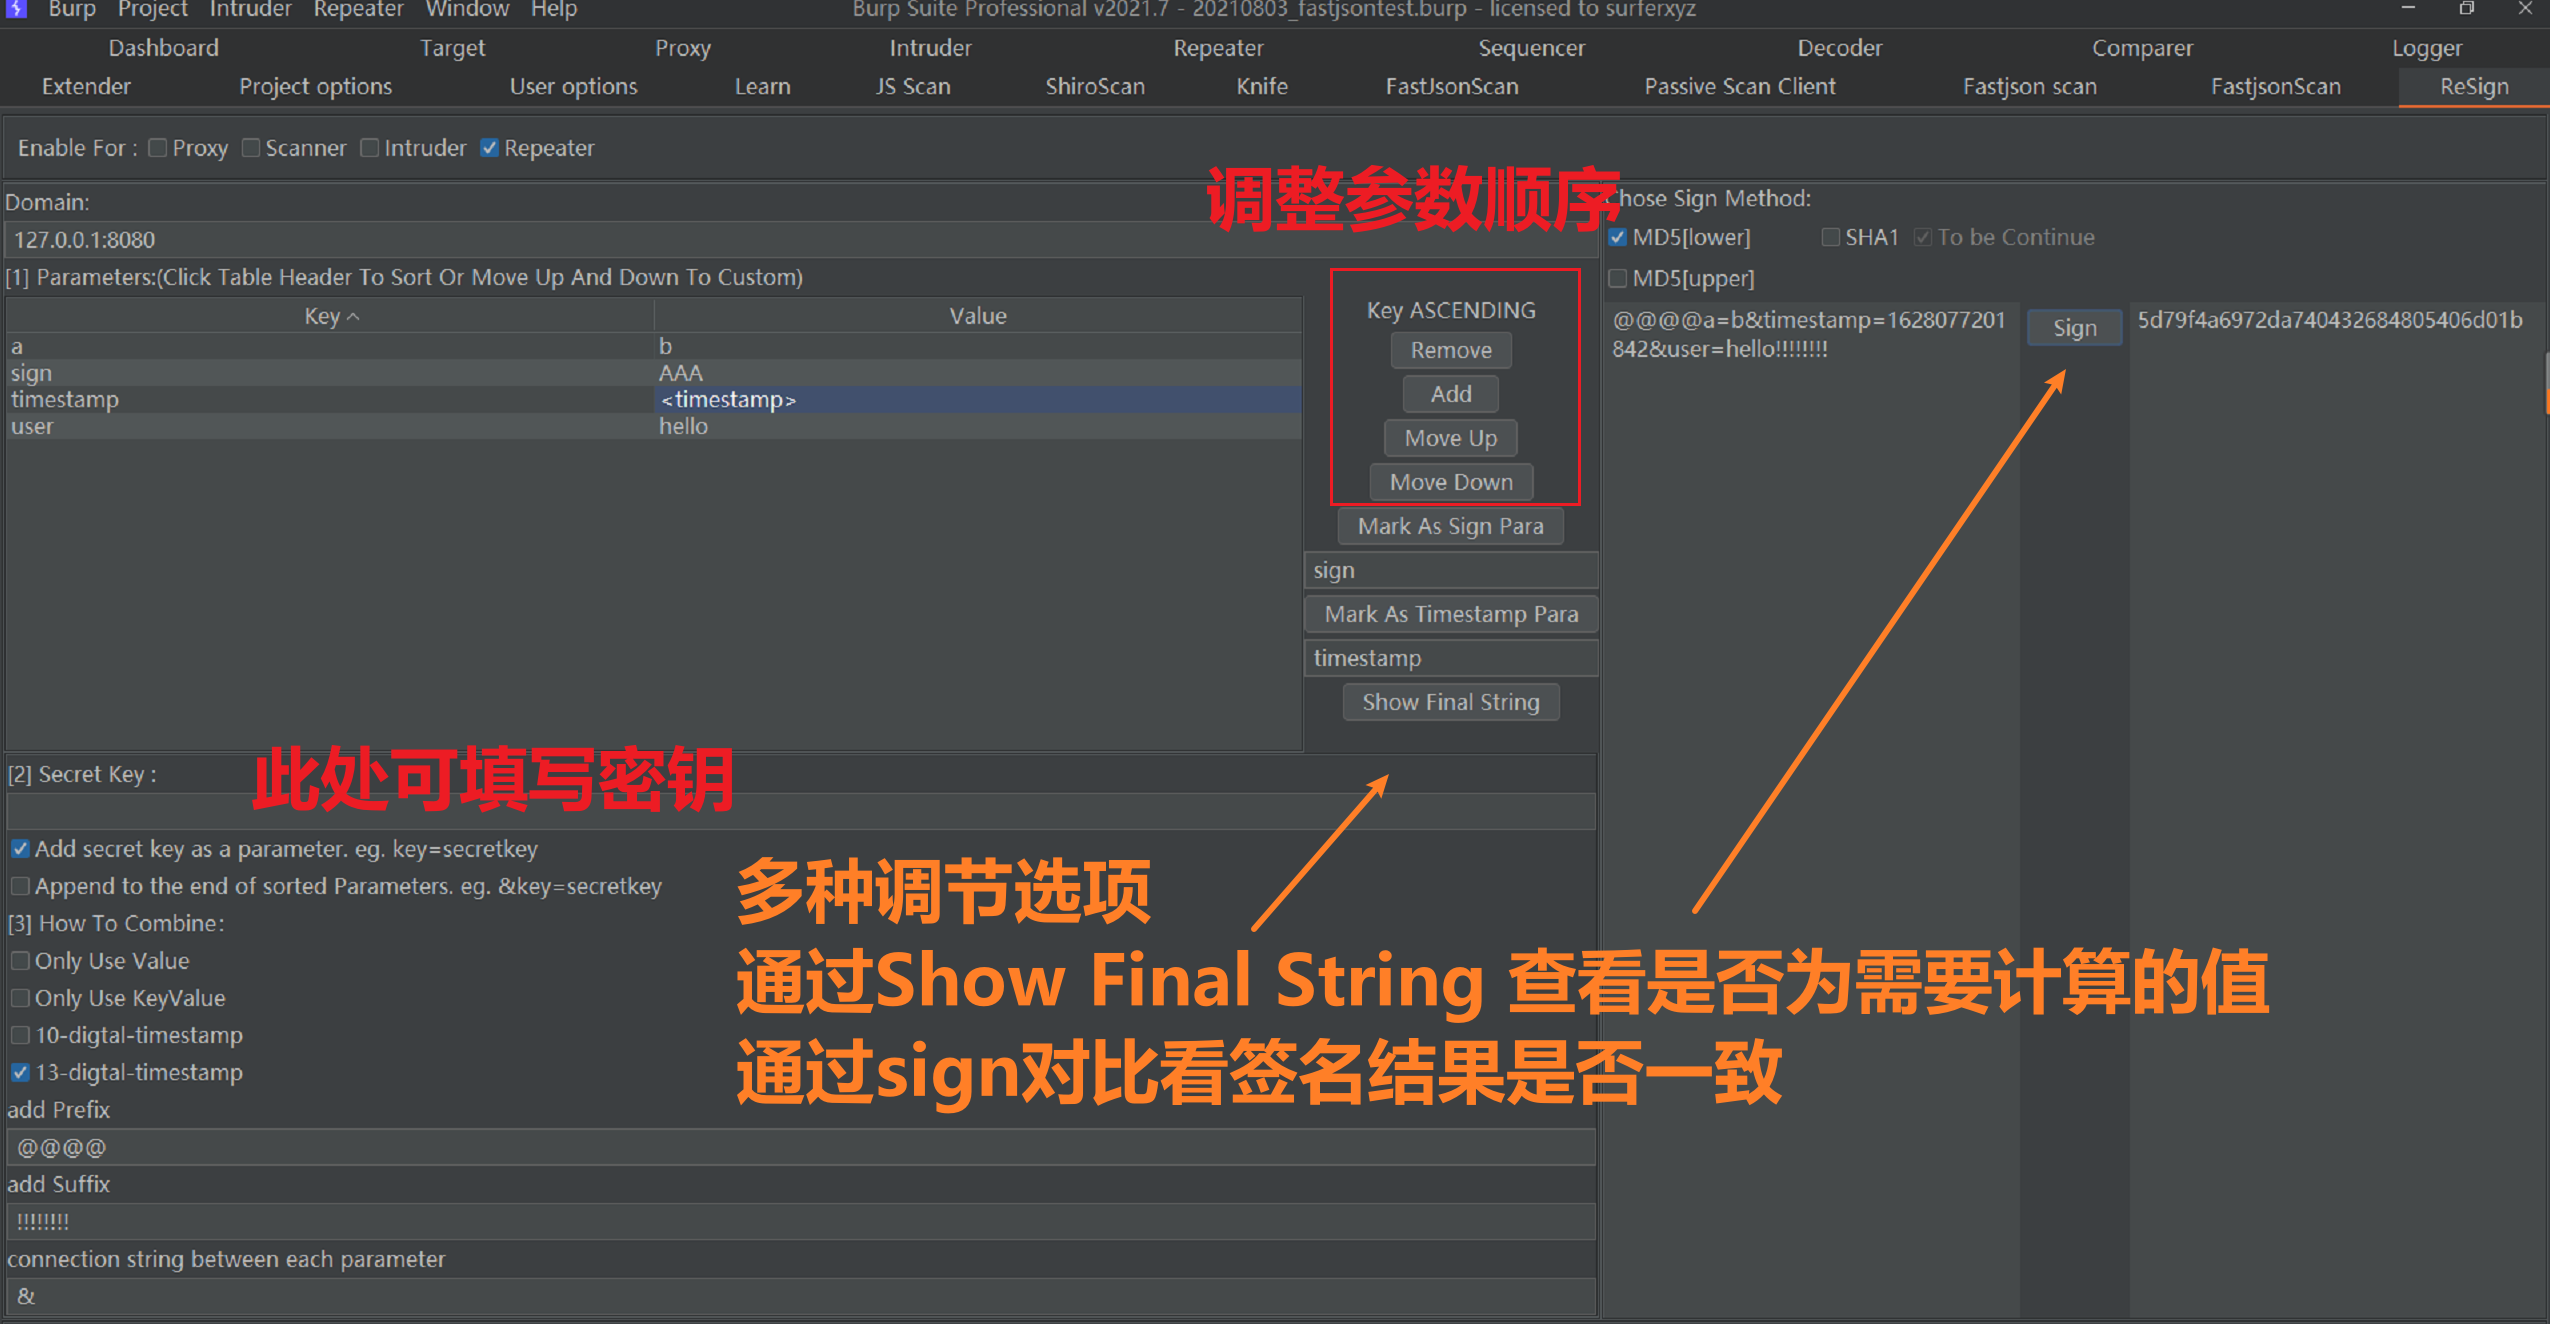 Burp Project Intruder Repeater Window Help
Burp Suite Professional v2021.7 - 20210803_fastjsontest.burp - licensed to surferxyz
Dashboard Target Proxy Intruder Repeater Sequencer Decoder Comparer Logger
Extender Project options User options Learn JS Scan ShiroScan Knife FastJsonScan Passive Scan Client Fastjson scan FastjsonScan ReSign
Enable For : Proxy Scanner Intruder Repeater
调整参数顺序
Domain:
127.0.0.1:8080
[1] Parameters:(Click Table Header To Sort Or Move Up And Down To Custom)
Key Value
a b
sign AAA
timestamp <timestamp>
user hello
Key ASCENDING
Remove
Add
Move Up
Move Down
Mark As Sign Para
sign
Mark As Timestamp Para
timestamp
Show Final String
Chose Sign Method:
MD5[lower] SHA1 To be Continue
MD5[upper]
@@@@a=b&timestamp=1628077201
842&user=hello!!!!!!!!
Sign
5d79f4a6972da740432684805406d01b
[2] Secret Key :
此处可填写密钥
Add secret key as a parameter. eg. key=secretkey
Append to the end of sorted Parameters. eg. &key=secretkey
[3] How To Combine:
Only Use Value
Only Use KeyValue
10-digtal-timestamp
13-digtal-timestamp
add Prefix
@@@@
add Suffix
!!!!!!!!
connection string between each parameter
&
多种调节选项
通过Show Final String 查看是否为需要计算的值
通过sign对比看签名结果是否一致